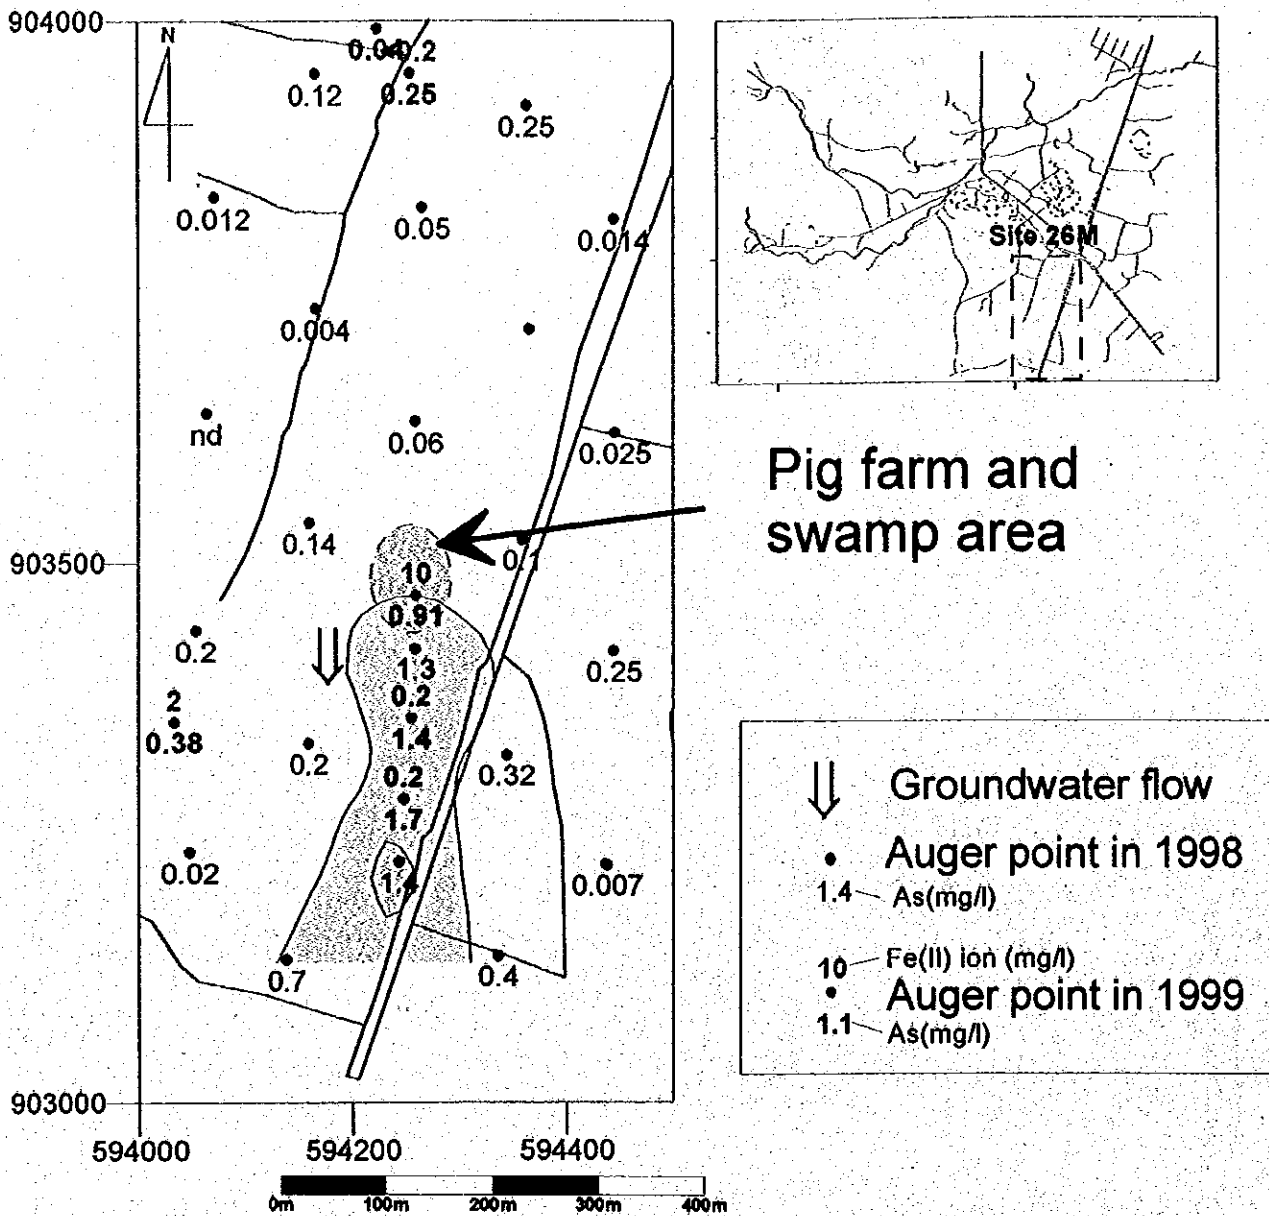 904000
N
0.04
0.2
0.12
0.25
0.25
0.012
0.05
0.014
Site 26M
0.004
nd
0.06
0.025
Pig farm and
swamp area
0.14
0.1
903500
10
0.91
0.2
1.3
0.25
2
0.2
0.38
1.4
0.2
0.32
0.2
1.7
0.02
1.4
0.007
0.7
0.4
Groundwater flow
Auger point in 1998
1.4 As(mg/l)
10 Fe(II) Ion (mg/l)
Auger point in 1999
1.1 As(mg/l)
903000
594000 594200 594400
0m 100m 200m 300m 400m